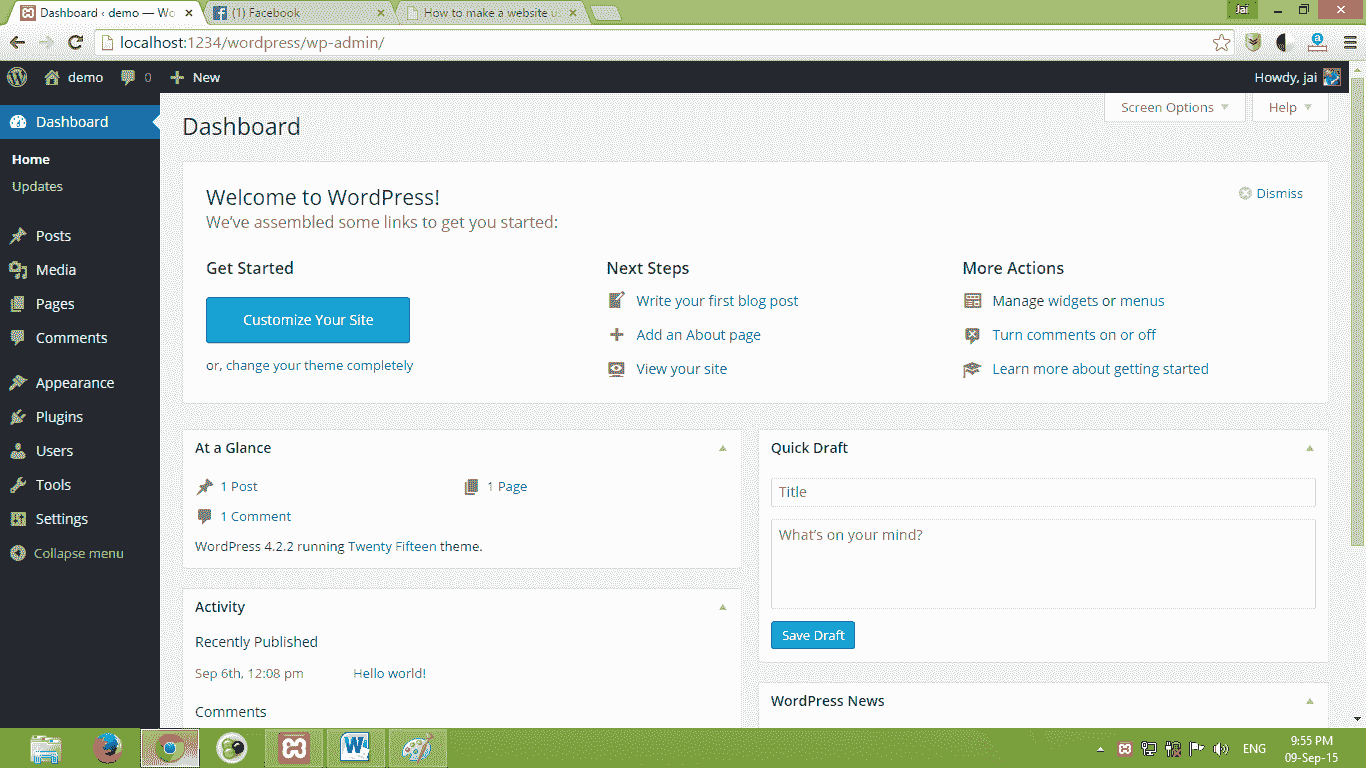 Dashboard ‹ demo — Wo
(1) Facebook
How to make a website u
jai
localhost:1234/wordpress/wp-admin/
demo
0
New
Howdy, jai
Dashboard
Home
Updates
Posts
Media
Pages
Comments
Appearance
Plugins
Users
Tools
Settings
Collapse menu
Screen Options
Help
Dashboard
Welcome to WordPress!
Dismiss
We've assembled some links to get you started:
Get Started
Customize Your Site
or, change your theme completely
Next Steps
Write your first blog post
Add an About page
View your site
More Actions
Manage widgets or menus
Turn comments on or off
Learn more about getting started
At a Glance
1 Post
1 Page
1 Comment
WordPress 4.2.2 running Twenty Fifteen theme.
Activity
Recently Published
Sep 6th, 12:08 pm
Hello world!
Comments
Quick Draft
Title
What's on your mind?
Save Draft
WordPress News
ENG
9:55 PM
09-Sep-15